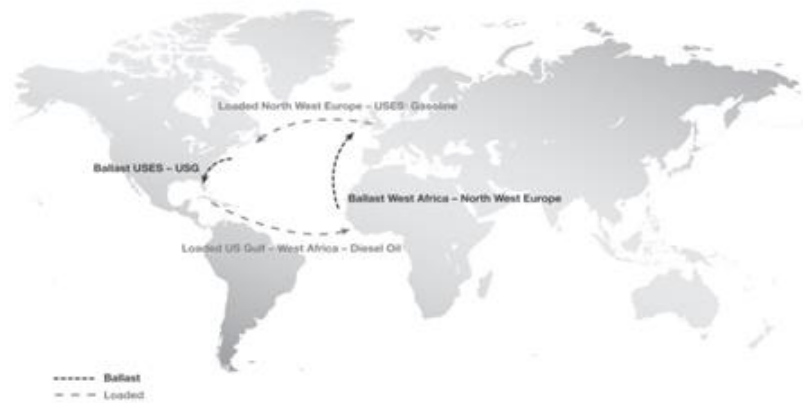 Loaded North West Europe – USES: Gasoline
Ballast USES – USG
Ballast West Africa – North West Europe
Loaded US Gulf – West Africa – Diesel Oil
Ballast
Loaded